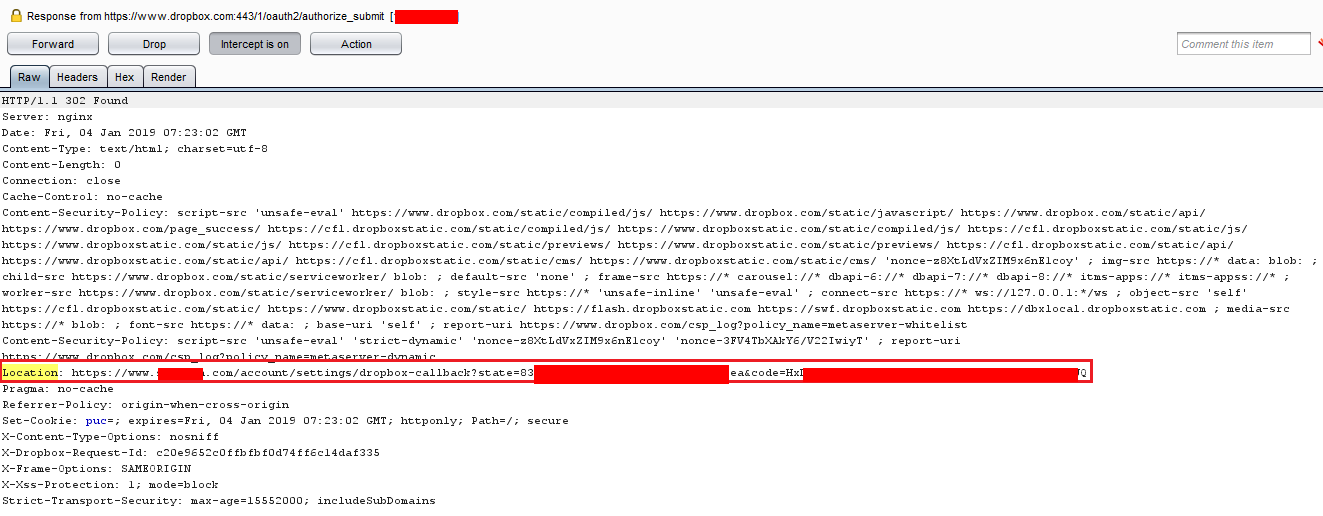 Response from https://www.dropbox.com:443/1/oauth2/authorize_submit [
Forward Drop Intercept is on Action Comment this item
Raw Headers Hex Render
HTTP/1.1 302 Found
Server: nginx
Date: Fri, 04 Jan 2019 07:23:02 GMT
Content-Type: text/html; charset=utf-8
Content-Length: 0
Connection: close
Cache-Control: no-cache
Content-Security-Policy: script-src 'unsafe-eval' https://www.dropbox.com/static/compiled/js/ https://www.dropbox.com/static/javascript/ https://www.dropbox.com/static/api/
https://www.dropbox.com/page_success/ https://cfl.dropboxstatic.com/static/compiled/js/ https://www.dropboxstatic.com/static/compiled/js/ https://cfl.dropboxstatic.com/static/js/
https://www.dropboxstatic.com/static/js/ https://cfl.dropboxstatic.com/static/previews/ https://www.dropboxstatic.com/static/previews/ https://cfl.dropboxstatic.com/static/api/
https://www.dropboxstatic.com/static/api/ https://cfl.dropboxstatic.com/static/cms/ https://www.dropboxstatic.com/static/cms/ 'nonce-z8XtLdVxZIM9x6nElcoy' ; img-src https://* data: blob: ;
child-src https://www.dropbox.com/static/serviceworker/ blob: ; default-src 'none' ; frame-src https://* carousel://* dbapi-6://* dbapi-7://* dbapi-8://* itms-apps://* itms-appss://* ;
worker-src https://www.dropbox.com/static/serviceworker/ blob: ; style-src https://* 'unsafe-inline' 'unsafe-eval' ; connect-src https://* ws://127.0.0.1:*/ws ; object-src 'self'
https://cfl.dropboxstatic.com/static/ https://www.dropboxstatic.com/static/ https://flash.dropboxstatic.com https://swf.dropboxstatic.com https://dbxlocal.dropboxstatic.com ; media-src
https://* blob: ; font-src https://* data: ; base-uri 'self' ; report-uri https://www.dropbox.com/csp_log?policy_name=metaserver-whitelist
Content-Security-Policy: script-src 'unsafe-eval' 'strict-dynamic' 'nonce-z8XtLdVxZIM9x6nElcoy' 'nonce-3FV4TbXAkY6/V22IwiyT' ; report-uri
https://www.dropbox.com/csp_log?policy_name=metaserver-dynamic
Location: https://www.s .com/account/settings/dropbox-callback?state=83 ea&code=HxD Q
Pragma: no-cache
Referrer-Policy: origin-when-cross-origin
Set-Cookie: puc=; expires=Fri, 04 Jan 2019 07:23:02 GMT; httponly; Path=/; secure
X-Content-Type-Options: nosniff
X-Dropbox-Request-Id: c20e9652c0ffbfbf0d74ff6c14daf335
X-Frame-Options: SAMEORIGIN
X-Xss-Protection: 1; mode=block
Strict-Transport-Security: max-age=15552000; includeSubDomains